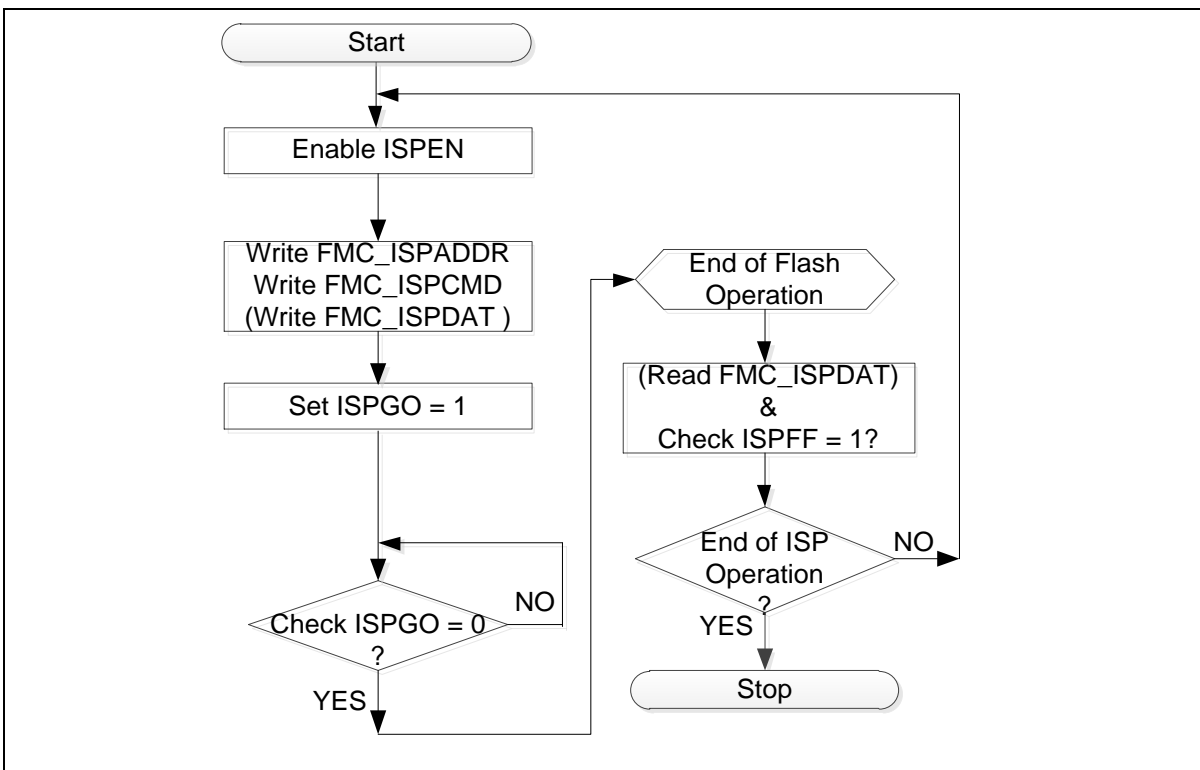 Start
Enable ISPEN
Write FMC_ISPADDR
Write FMC_ISPCMD
(Write FMC_ISPDAT )
Set ISPGO = 1
Check ISPGO = 0
?
NO
YES
End of Flash
Operation
(Read FMC_ISPDAT)
&
Check ISPFF = 1?
End of ISP
Operation
?
NO
YES
Stop